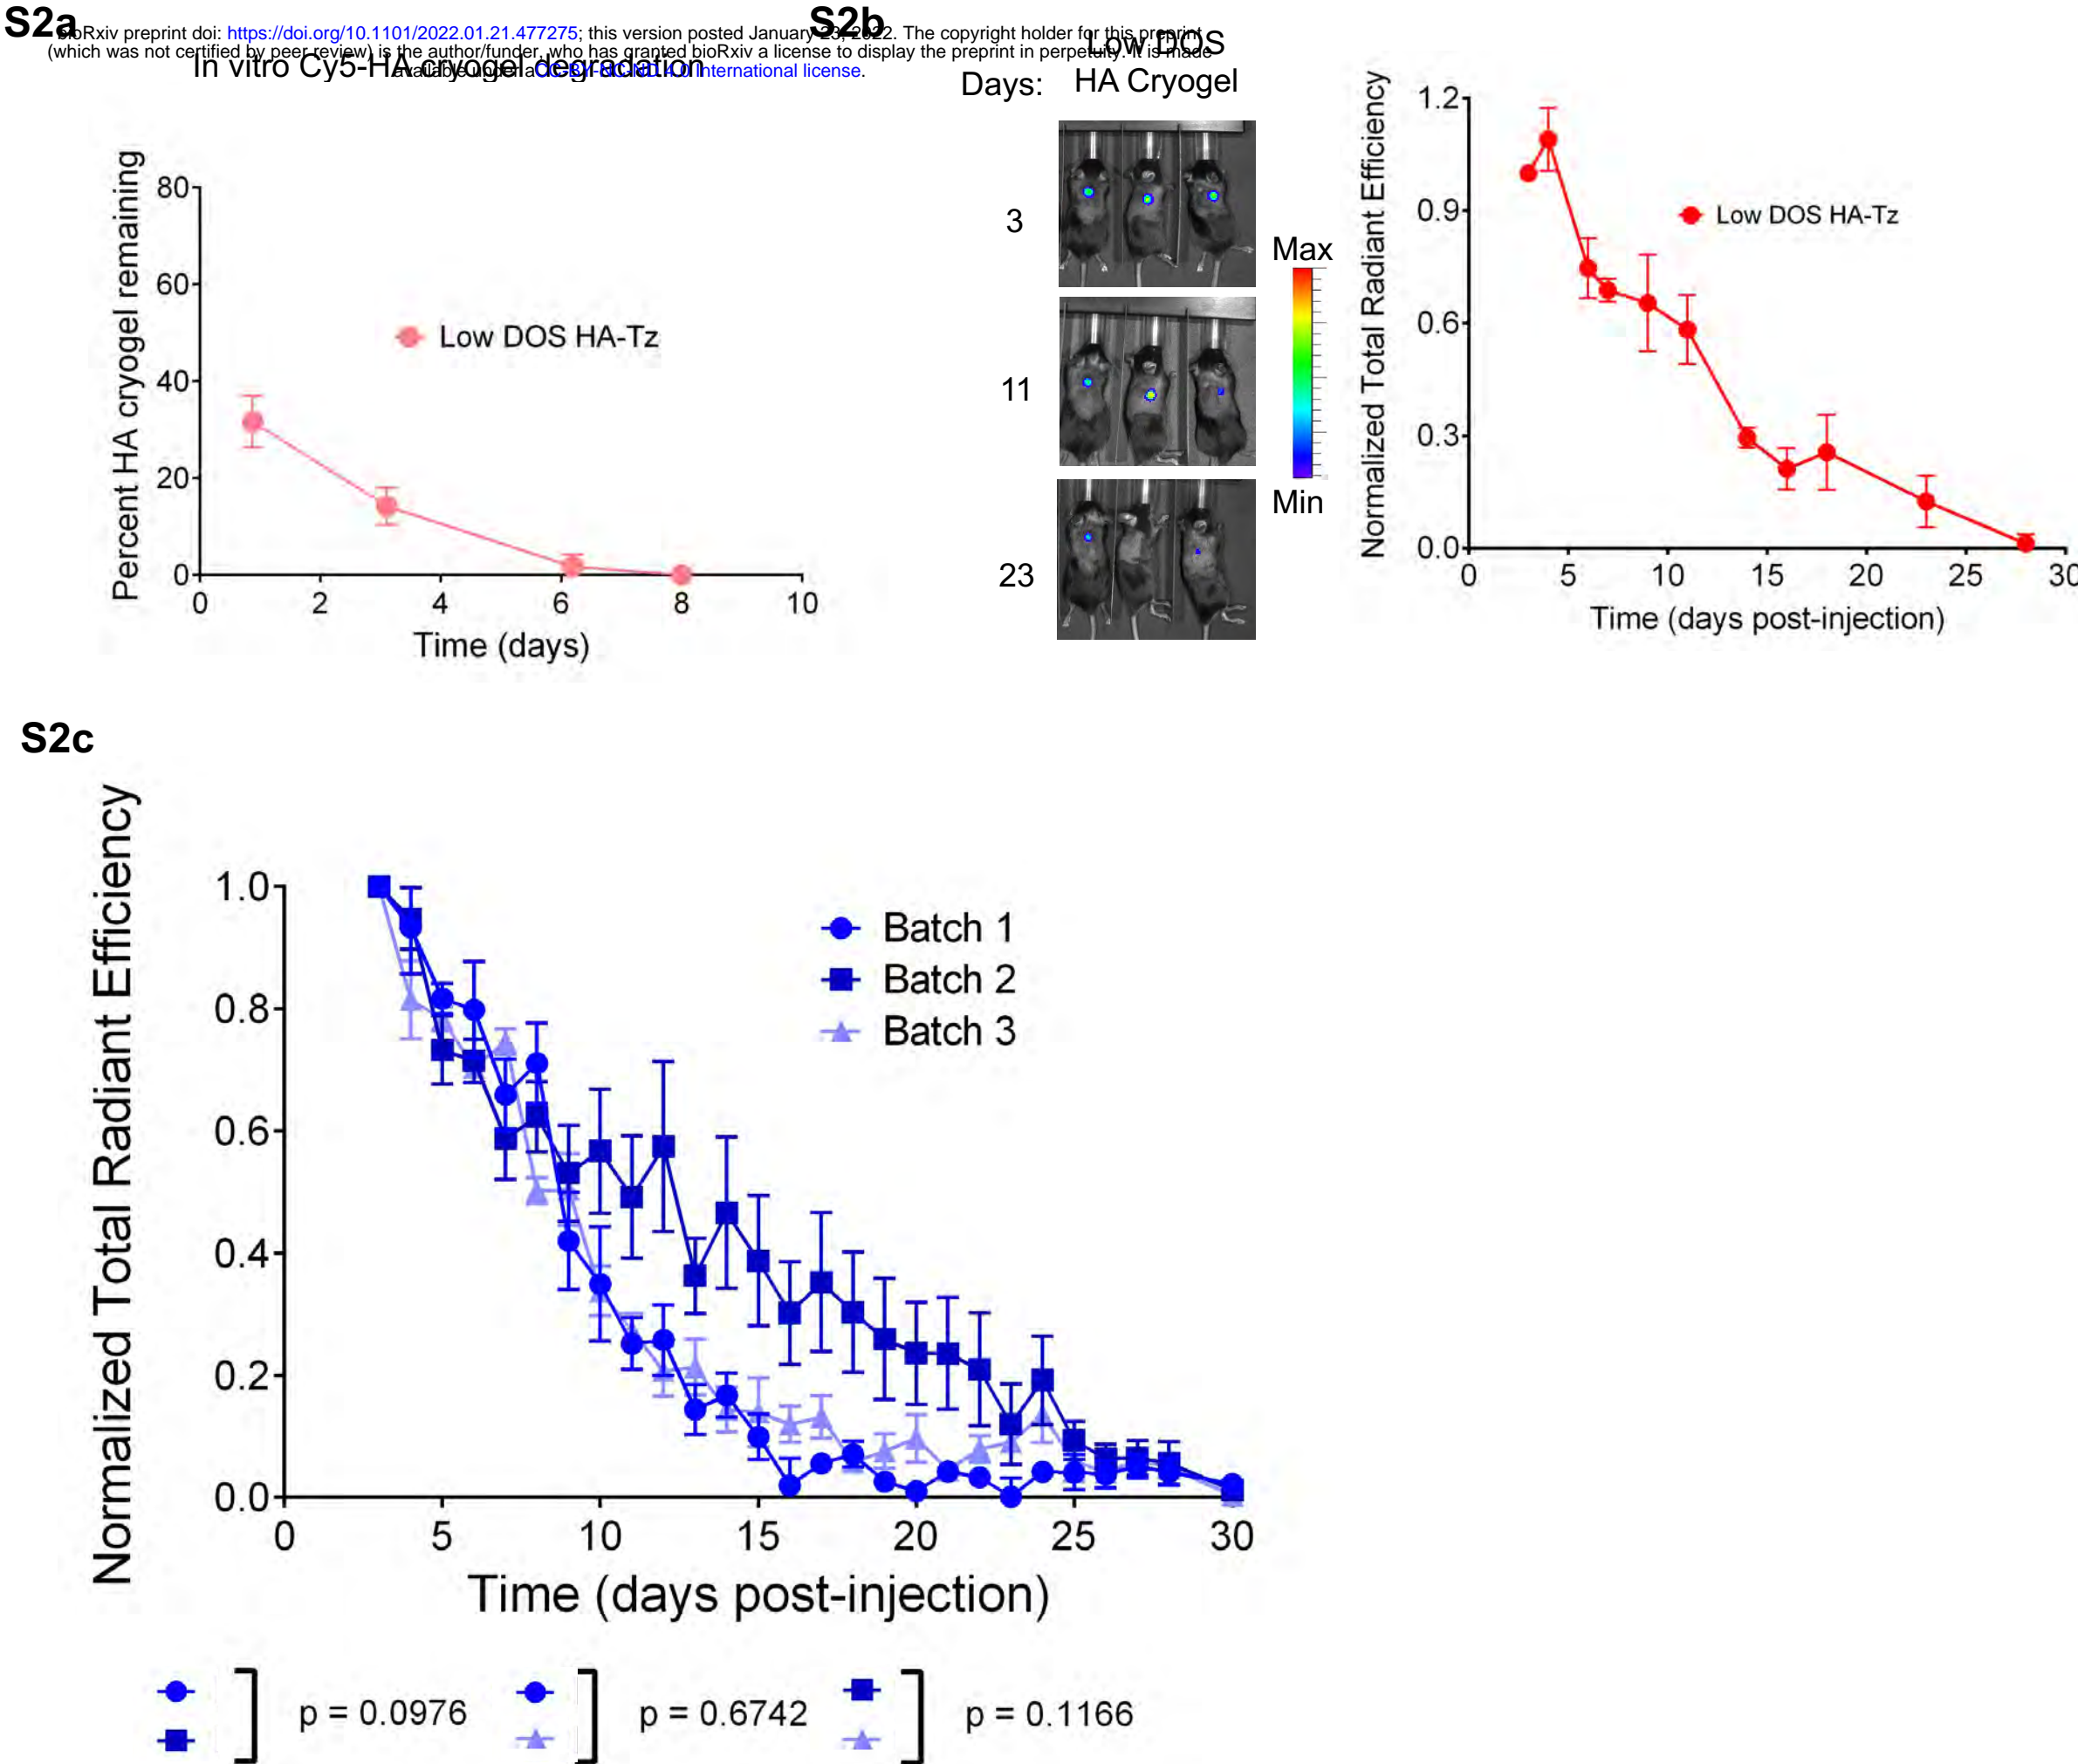 S2a
S2b
bioRxiv preprint doi: https://doi.org/10.1101/2022.01.21.477275; this version posted January 23, 2022. The copyright holder for this preprint
(which was not certified by peer review) is the author/funder, who has granted bioRxiv a license to display the preprint in perpetuity. It is made
available under aCC-BY-NC-ND 4.0 International license.
In vitro Cy5-HA cryogel degradation
Percent HA cryogel remaining
80
60
40
20
0
Low DOS HA-Tz
0 2 4 6 8 10
Time (days)
Low DOS
Days: HA Cryogel
3
11
23
Max
Min
Normalized Total Radiant Efficiency
1.2
0.9
0.6
0.3
0.0
Low DOS HA-Tz
0 5 10 15 20 25 30
Time (days post-injection)
S2c
Normalized Total Radiant Efficiency
1.0
0.8
0.6
0.4
0.2
0.0
Batch 1
Batch 2
Batch 3
0 5 10 15 20 25 30
Time (days post-injection)
p = 0.0976
p = 0.6742
p = 0.1166